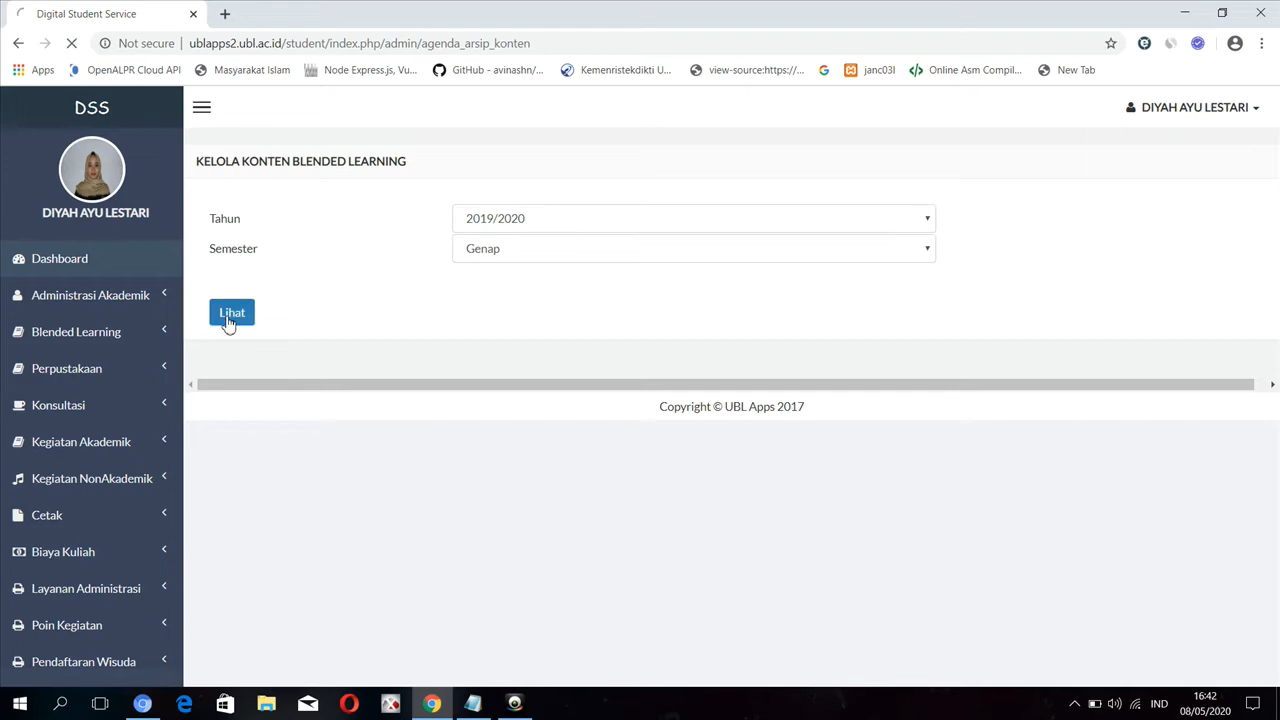 Digital Student Service
Not secure
ublapps2.ubl.ac.id/student/index.php/admin/agenda_arsip_konten
Apps
OpenALPR Cloud API
Masyarakat Islam
Node Express.js, Vu...
GitHub - avinashn/...
Kemenristekdikti U...
view-source:https://...
janc03l
Online Asm Compil...
New Tab
DSS
DIYAH AYU LESTARI
DIYAH AYU LESTARI
KELOLA KONTEN BLENDED LEARNING
Tahun
2019/2020
Semester
Genap
Lihat
Copyright © UBL Apps 2017
Dashboard
Administrasi Akademik
Blended Learning
Perpustakaan
Konsultasi
Kegiatan Akademik
Kegiatan NonAkademik
Cetak
Biaya Kuliah
Layanan Administrasi
Poin Kegiatan
Pendaftaran Wisuda
IND
16:42
08/05/2020